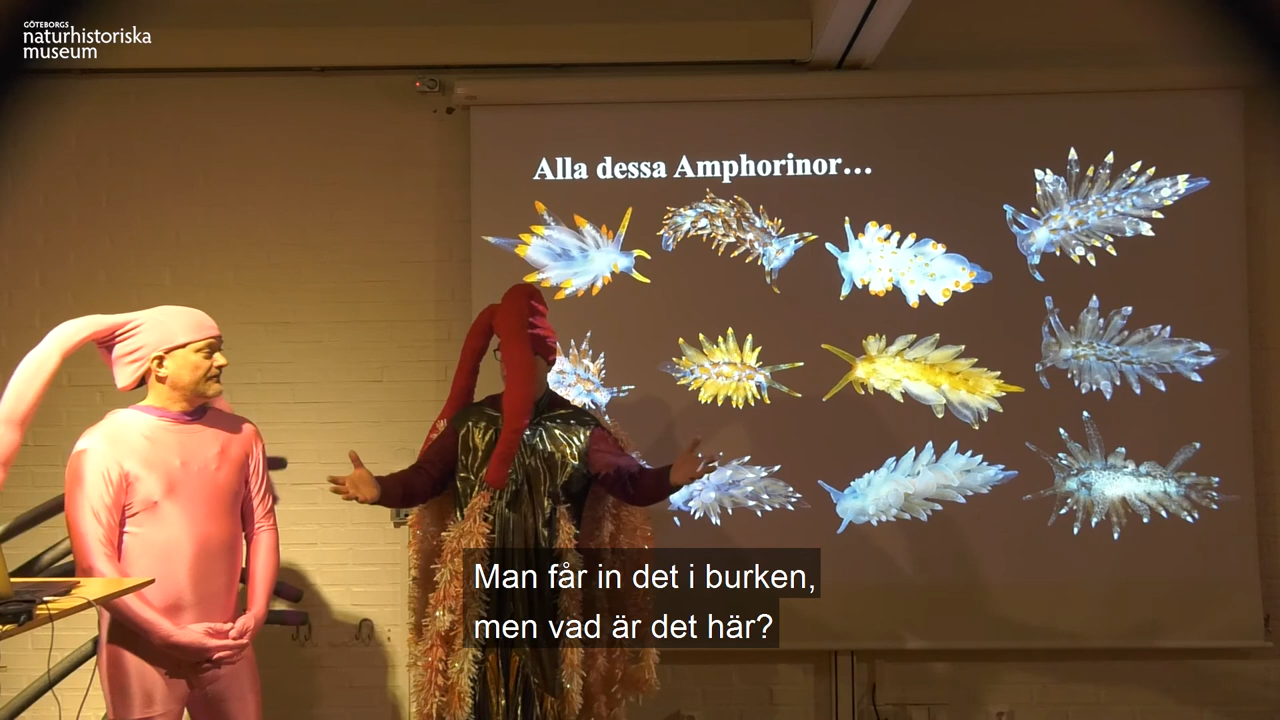 GÖTEBORGS
naturhistoriska
museum
Alla dessa Amphorinor…
Man får in det i burken,
men vad är det här?